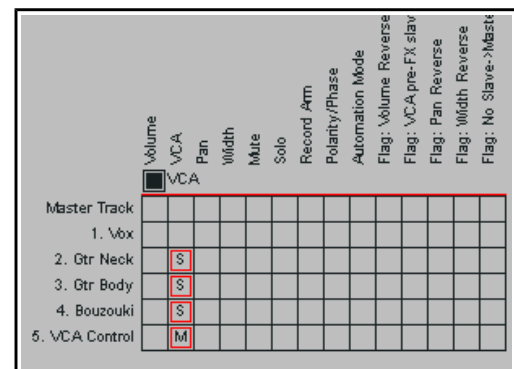 Volume
VCA
Pan
Width
Mute
Solo
Record Arm
Polarity/Phase
Automation Mode
Flag: Volume Reverse
Flag: VCA pre-FX slav
Flag: Pan Reverse
Flag: Width Reverse
Flag: No Slave->Maste
VCA
Master Track
1. Vox
2. Gtr Neck S
3. Gtr Body S
4. Bouzouki S
5. VCA Control M